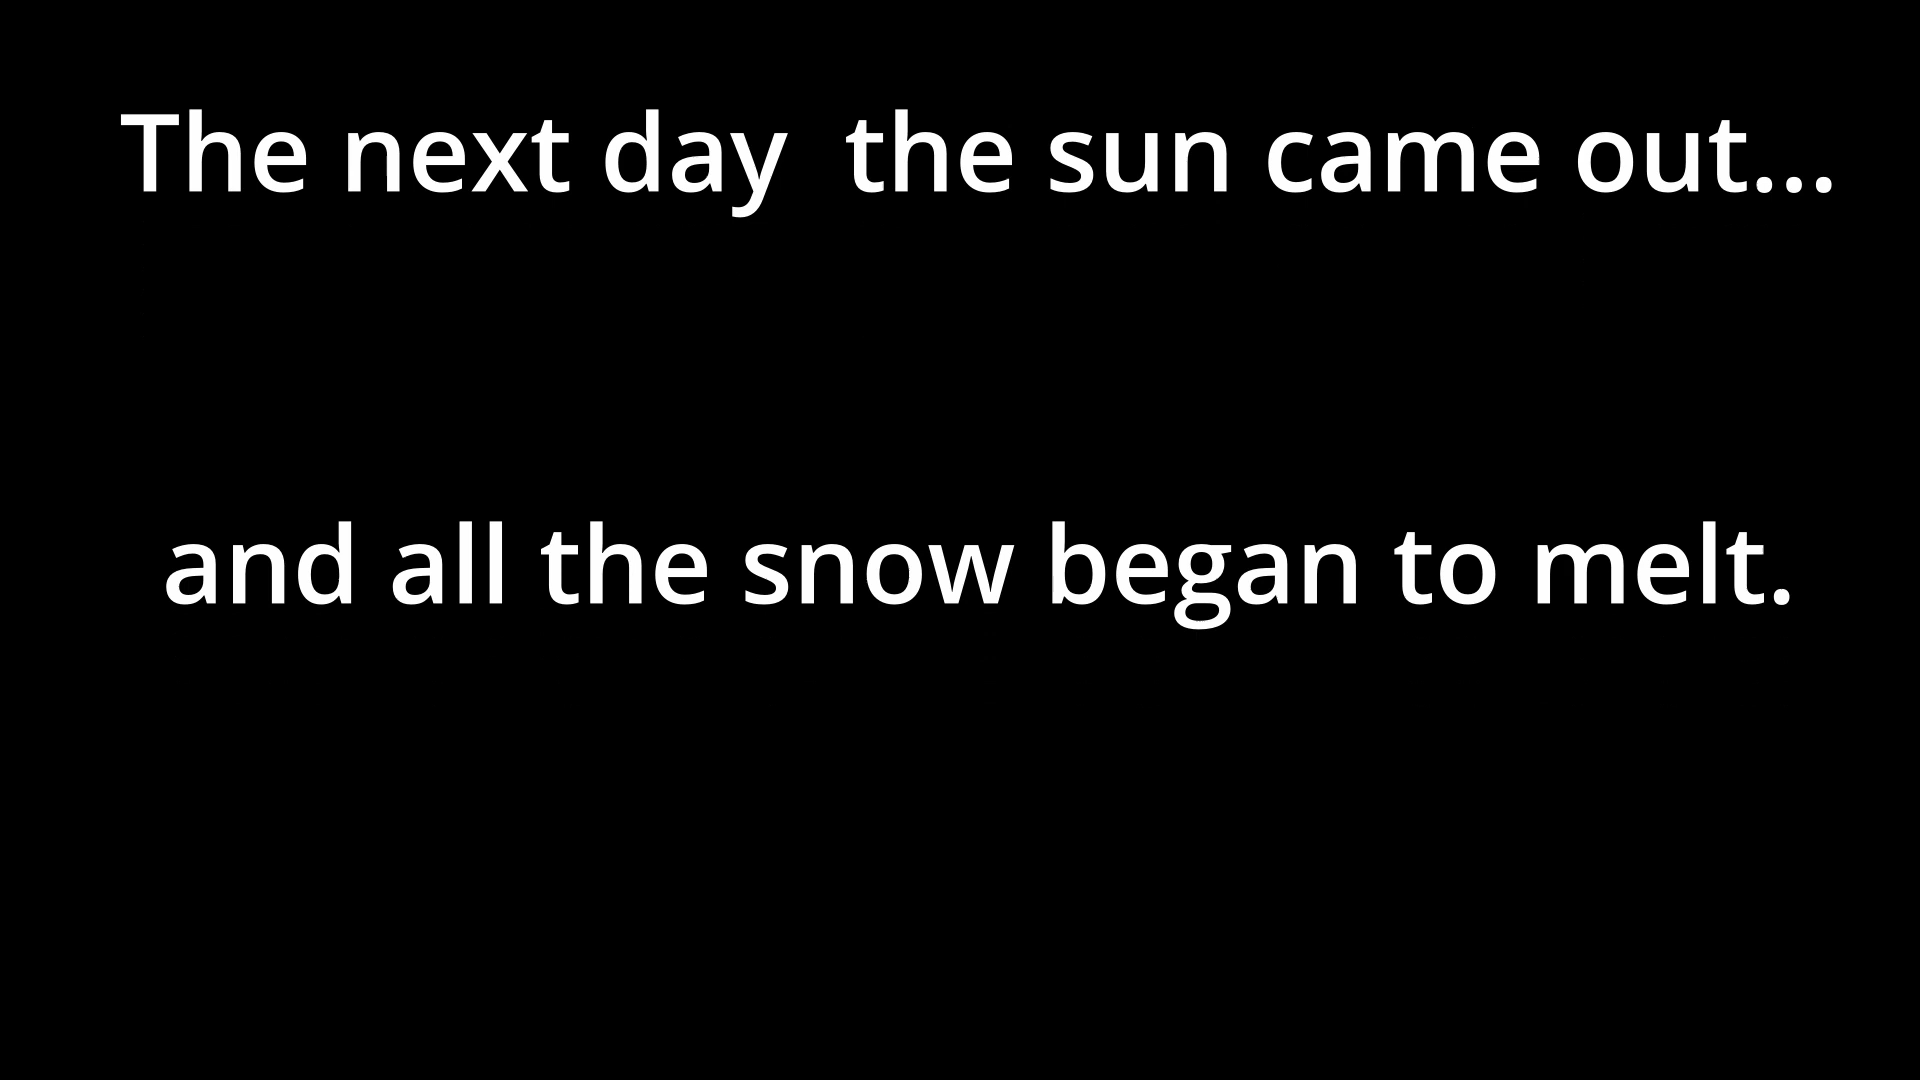 The next day  the sun came out...
and all the snow began to melt.